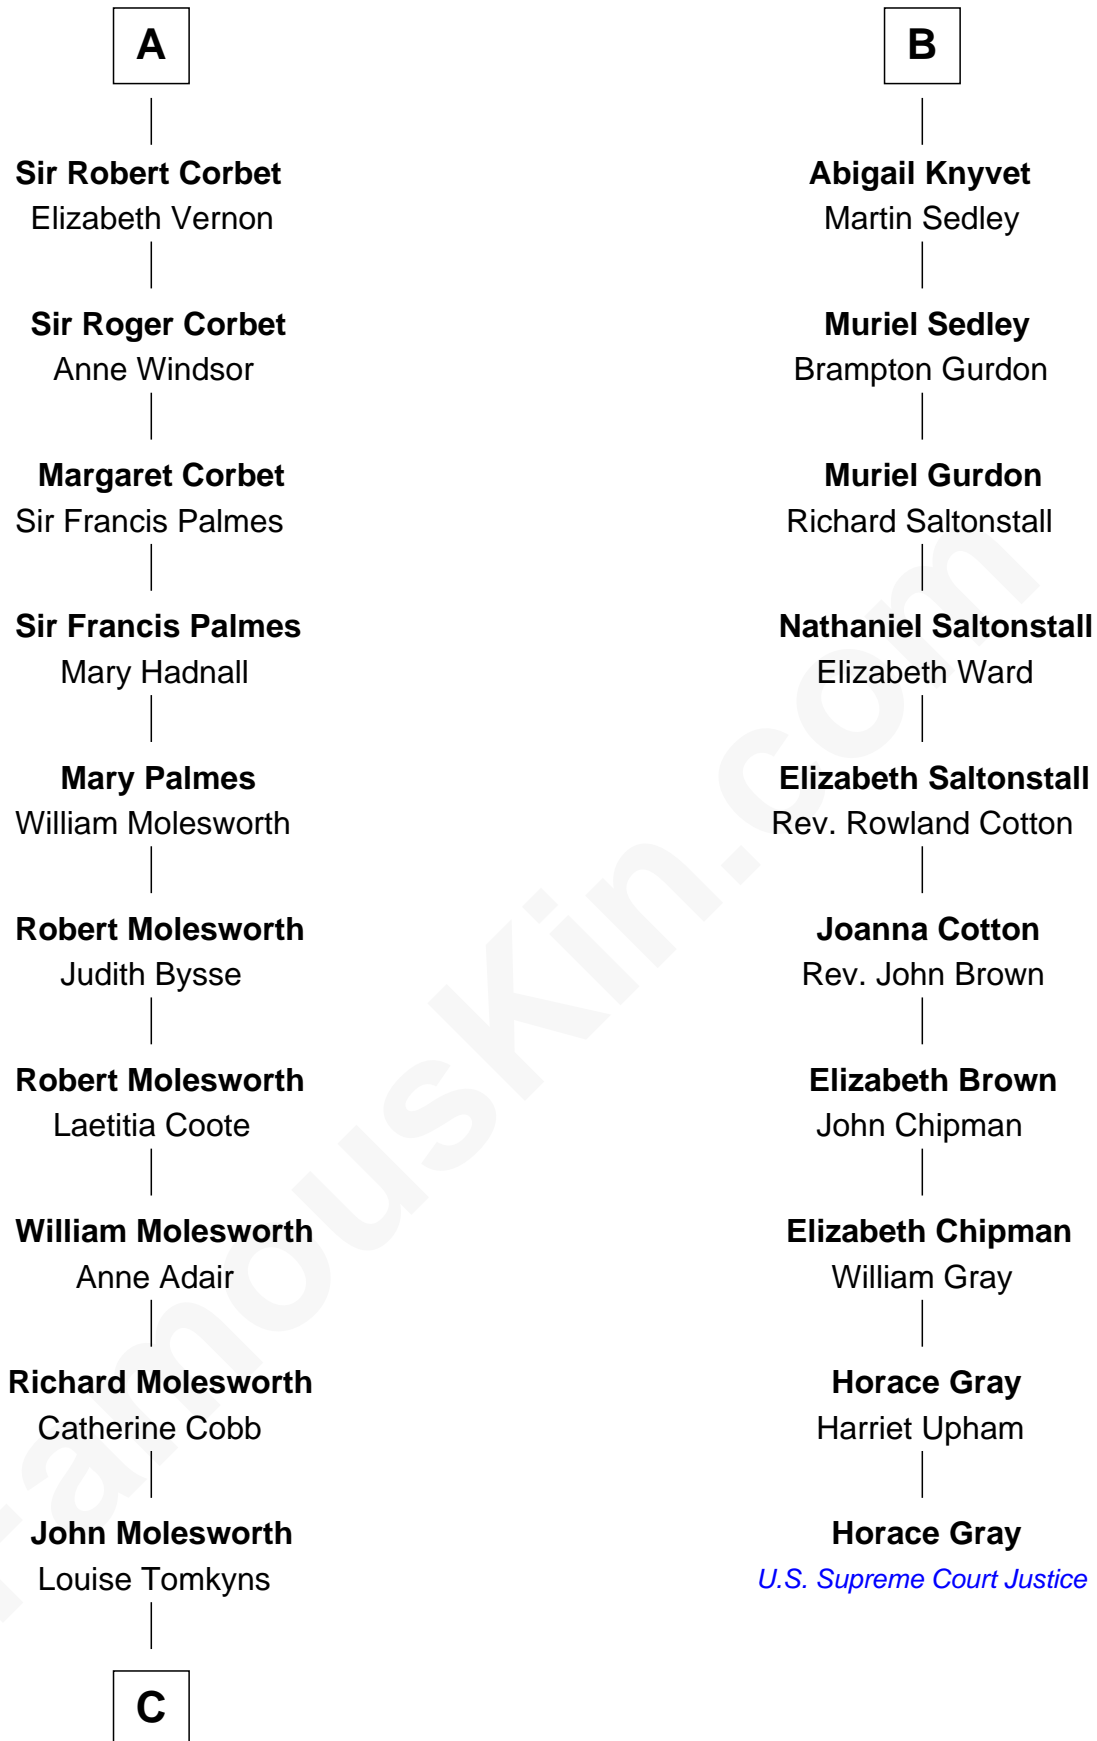 A
Sir Robert Corbet
Elizabeth Vernon
Sir Roger Corbet
Anne Windsor
Margaret Corbet
Sir Francis Palmes
Sir Francis Palmes
Mary Hadnall
Mary Palmes
William Molesworth
Robert Molesworth
Judith Bysse
Robert Molesworth
Laetitia Coote
William Molesworth
Anne Adair
Richard Molesworth
Catherine Cobb
John Molesworth
Louise Tomkyns
C
B
Abigail Knyvet
Martin Sedley
Muriel Sedley
Brampton Gurdon
Muriel Gurdon
Richard Saltonstall
Nathaniel Saltonstall
Elizabeth Ward
Elizabeth Saltonstall
Rev. Rowland Cotton
Joanna Cotton
Rev. John Brown
Elizabeth Brown
John Chipman
Elizabeth Chipman
William Gray
Horace Gray
Harriet Upham
Horace Gray
U.S. Supreme Court Justice
FamousKin.com